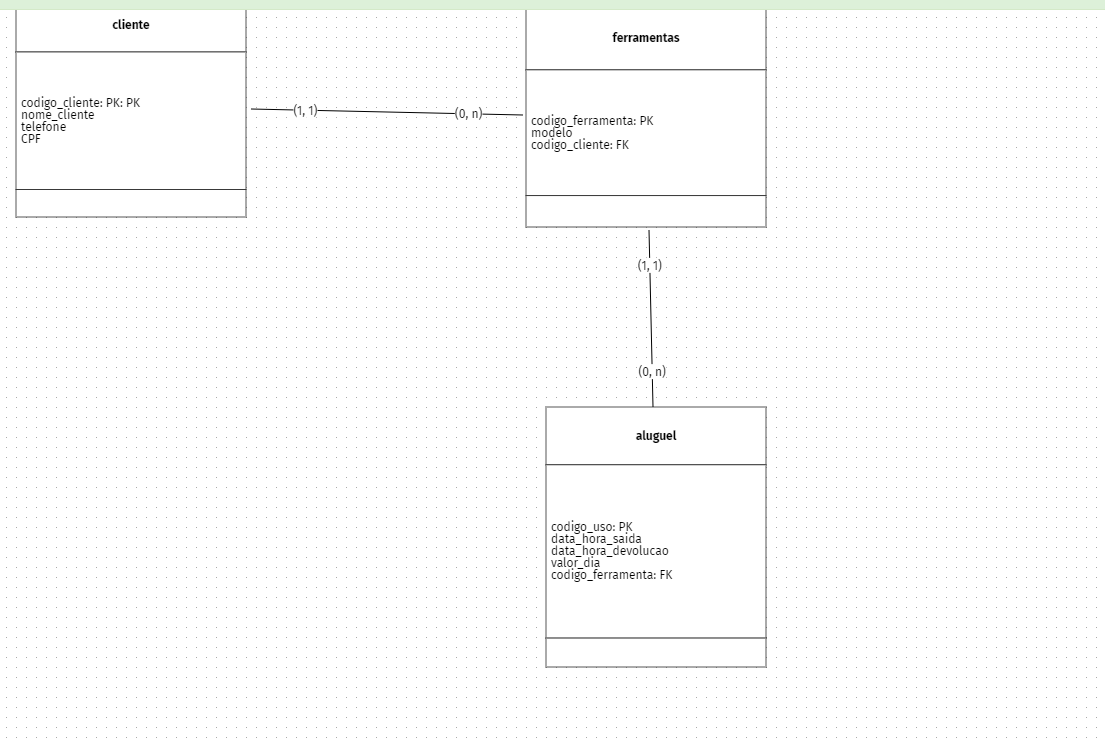 cliente
codigo_cliente: PK: PK
nome_cliente
telefone
CPF
(1, 1)
(0, n)
ferramentas
codigo_ferramenta: PK
modelo
codigo_cliente: FK
(1, 1)
(0, n)
aluguel
codigo_uso: PK
data_hora_saida
data_hora_devolucao
valor_dia
codigo_ferramenta: FK